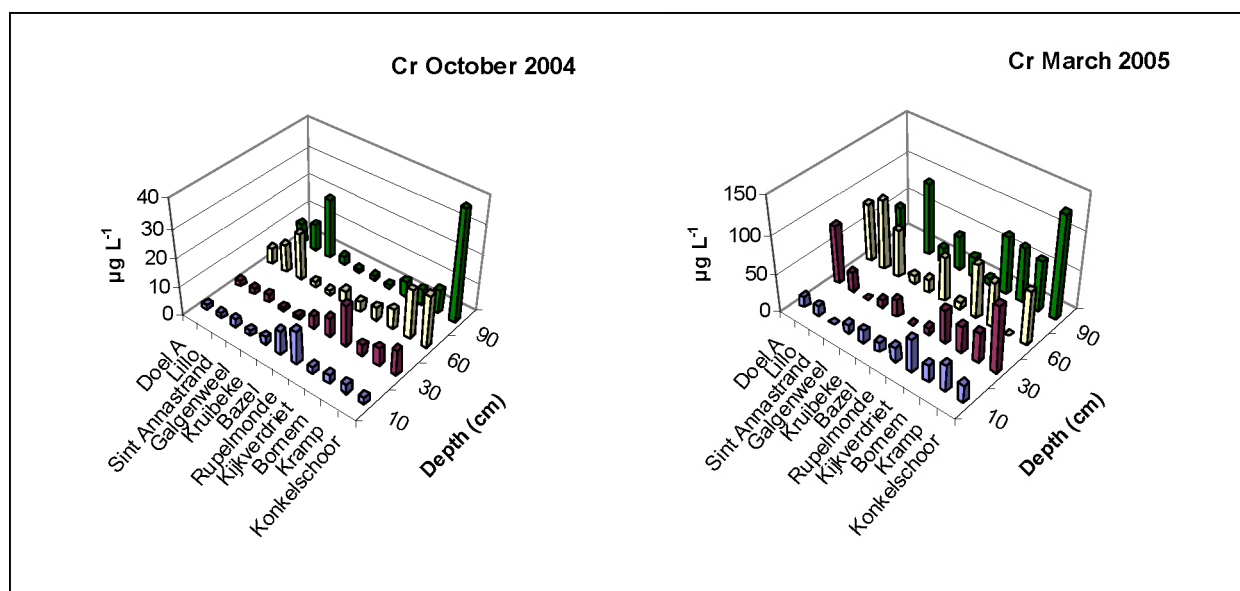 Cr October 2004
40
30
20
10
0
µg L-1
Doel A
Lillo
Sint Annastrand
Galgenweel
Kruibeke
Bazel
Rupelmonde
Kijkverdriet
Bornem
Kramp
Konkelschoor
10
30
60
90
Depth (cm)
Cr March 2005
150
100
50
0
µg L-1
Doel A
Lillo
Sint Annastrand
Galgenweel
Kruibeke
Bazel
Rupelmonde
Kijkverdriet
Bornem
Kramp
Konkelschoor
10
30
60
90
Depth (cm)